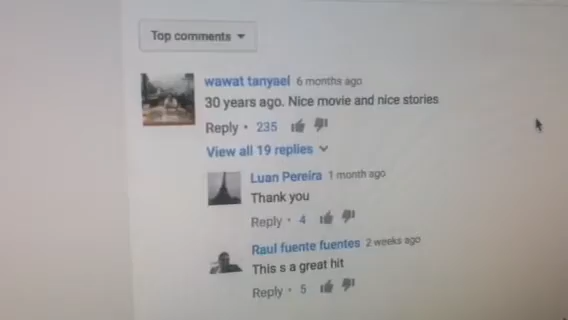 Top comments
wawat tanyael 6 months ago
30 years ago. Nice movie and nice stories
Reply • 235
View all 19 replies
Luan Pereira 1 month ago
Thank you
Reply • 4
Raul fuente fuentes 2 weeks ago
This s a great hit
Reply • 5